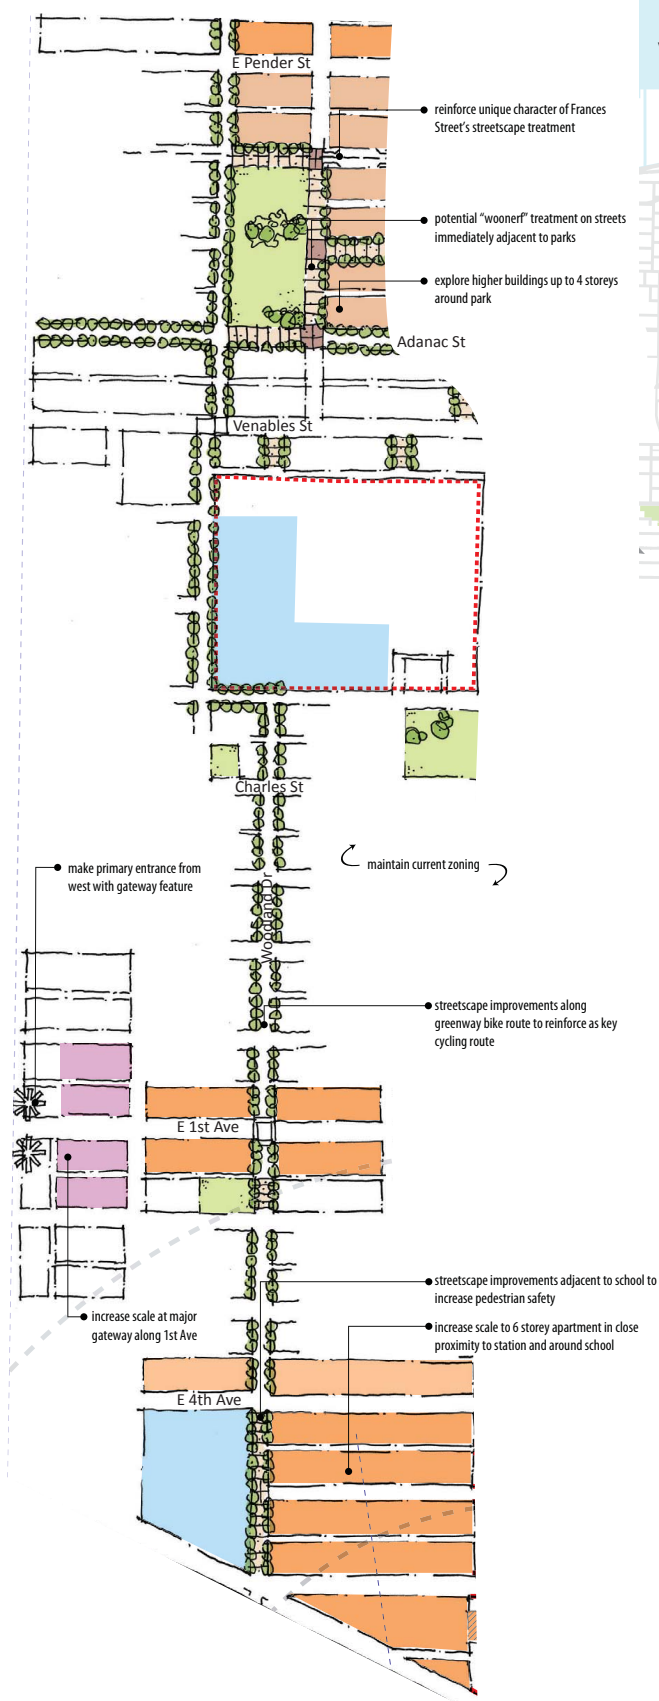 E Pender St
reinforce unique character of Frances
Street's streetscape treatment
potential “woonerf” treatment on streets
immediately adjacent to parks
explore higher buildings up to 4 storeys
around park
Adanac St
Venables St
Charles St
maintain current zoning
make primary entrance from
west with gateway feature
Woodland Dr
streetscape improvements along
greenway bike route to reinforce as key
cycling route
E 1st Ave
streetscape improvements adjacent to school to
increase pedestrian safety
increase scale at major
gateway along 1st Ave
increase scale to 6 storey apartment in close
proximity to station and around school
E 4th Ave